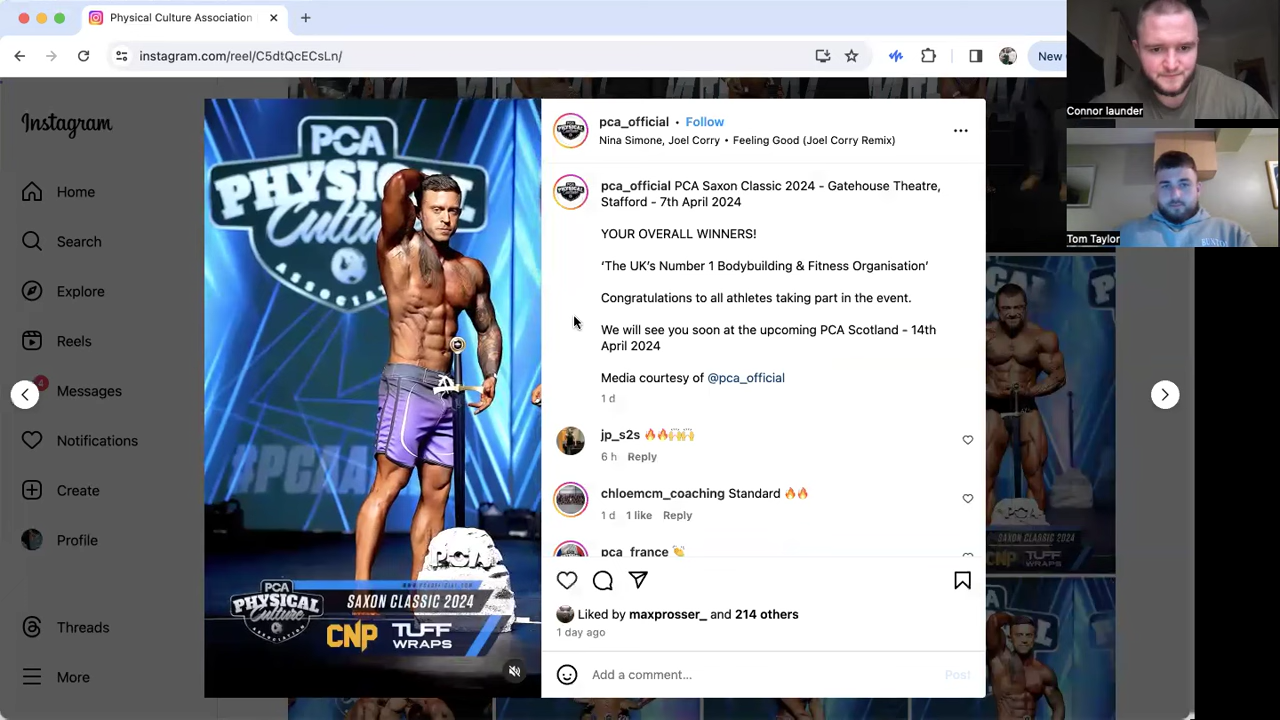 Physical Culture Association
instagram.com/reel/C5dtQcECsLn/
New
Connor launder
Tom Taylor
Instagram
Home
Search
Explore
Reels
4
Messages
Notifications
Create
Profile
Threads
More
PCA
PHYSICAL
Culture
ASSOCIAT
#PCA
PCA
PCA
PHYSICAL
Culture
SAXON CLASSIC 2024
CNP TUFF
WRAPS
pca_official • Follow
Nina Simone, Joel Corry • Feeling Good (Joel Corry Remix)
pca_official PCA Saxon Classic 2024 - Gatehouse Theatre,
Stafford - 7th April 2024
YOUR OVERALL WINNERS!
‘The UK’s Number 1 Bodybuilding & Fitness Organisation’
Congratulations to all athletes taking part in the event.
We will see you soon at the upcoming PCA Scotland - 14th
April 2024
Media courtesy of @pca_official
1 d
jp_s2s 🔥🔥🙌🙌
6 h Reply
chloemcm_coaching Standard 🔥🔥
1 d 1 like Reply
pca_france 👏
Liked by maxprosser_ and 214 others
1 day ago
Add a comment...
Post
SAXON CLASSIC 2024
CNP TUFF
WRAPS